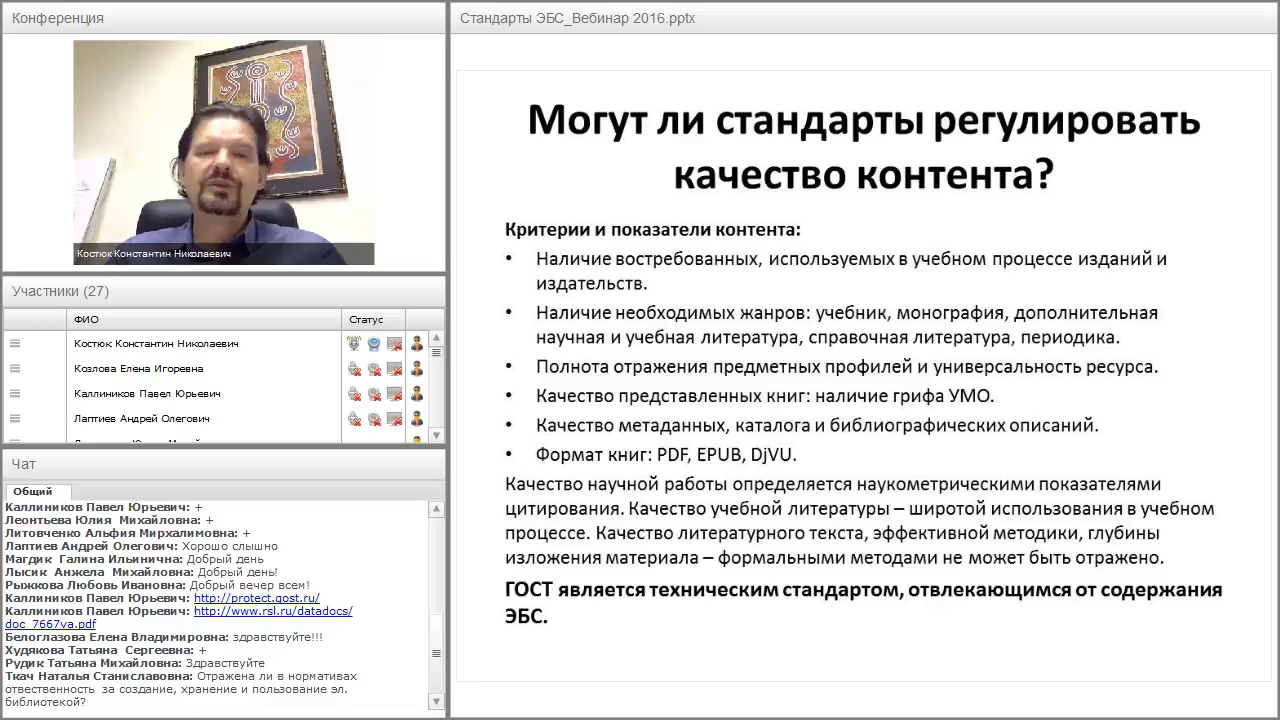 Конференция
Костюк Константин Николаевич
Участники (27)
ФИО
Статус
Костюк Константин Николаевич
Козлова Елена Игоревна
Каллиников Павел Юрьевич
Лаптиев Андрей Олегович
Чат
Общий
Каллиников Павел Юрьевич: +
Леонтьева Юлия Михайловна: +
Литовченко Альфия Мирхалимовна: +
Лаптиев Андрей Олегович: Хорошо слышно
Магдик Галина Ильинична: Добрый день
Лысик Анжела Михайловна: Добрый день!
Рыжкова Любовь Ивановна: Добрый вечер всем!
Каллиников Павел Юрьевич: http://protect.gost.ru/
Каллиников Павел Юрьевич: http://www.rsl.ru/datadocs/
doc_7667va.pdf
Белоглазова Елена Владимировна: здравствуйте!!!
Худякова Татьяна Сергеевна: +
Рудик Татьяна Михайловна: Здравствуйте
Ткач Наталья Станиславовна: Отражена ли в нормативах
отвественность за создание, хранение и пользование эл.
библиотекой?
Стандарты ЭБС_Вебинар 2016.pptx
Могут ли стандарты регулировать
качество контента?
Критерии и показатели контента:
• Наличие востребованных, используемых в учебном процессе изданий и
издательств.
• Наличие необходимых жанров: учебник, монография, дополнительная
научная и учебная литература, справочная литература, периодика.
• Полнота отражения предметных профилей и универсальность ресурса.
• Качество представленных книг: наличие грифа УМО.
• Качество метаданных, каталога и библиографических описаний.
• Формат книг: PDF, EPUB, DjVU.
Качество научной работы определяется наукометрическими показателями
цитирования. Качество учебной литературы – широтой использования в учебном
процессе. Качество литературного текста, эффективной методики, глубины
изложения материала – формальными методами не может быть отражено.
ГОСТ является техническим стандартом, отвлекающимся от содержания
ЭБС.